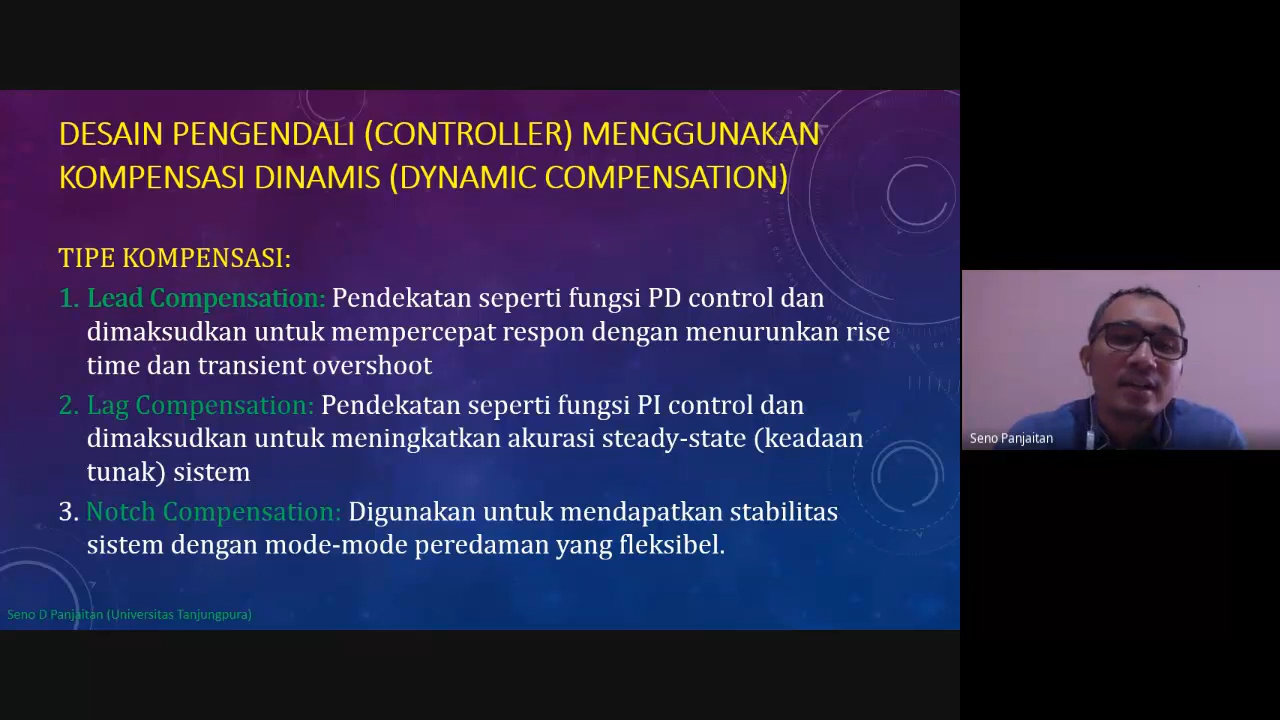 DESAIN PENGENDALI (CONTROLLER) MENGGUNAKAN
KOMPENSASI DINAMIS (DYNAMIC COMPENSATION)
TIPE KOMPENSASI:
1. Lead Compensation: Pendekatan seperti fungsi PD control dan
dimaksudkan untuk mempercepat respon dengan menurunkan rise
time dan transient overshoot
2. Lag Compensation: Pendekatan seperti fungsi PI control dan
dimaksudkan untuk meningkatkan akurasi steady-state (keadaan
tunak) sistem
3. Notch Compensation: Digunakan untuk mendapatkan stabilitas
sistem dengan mode-mode peredaman yang fleksibel.
Seno D Panjaitan (Universitas Tanjungpura)
Seno Panjaitan